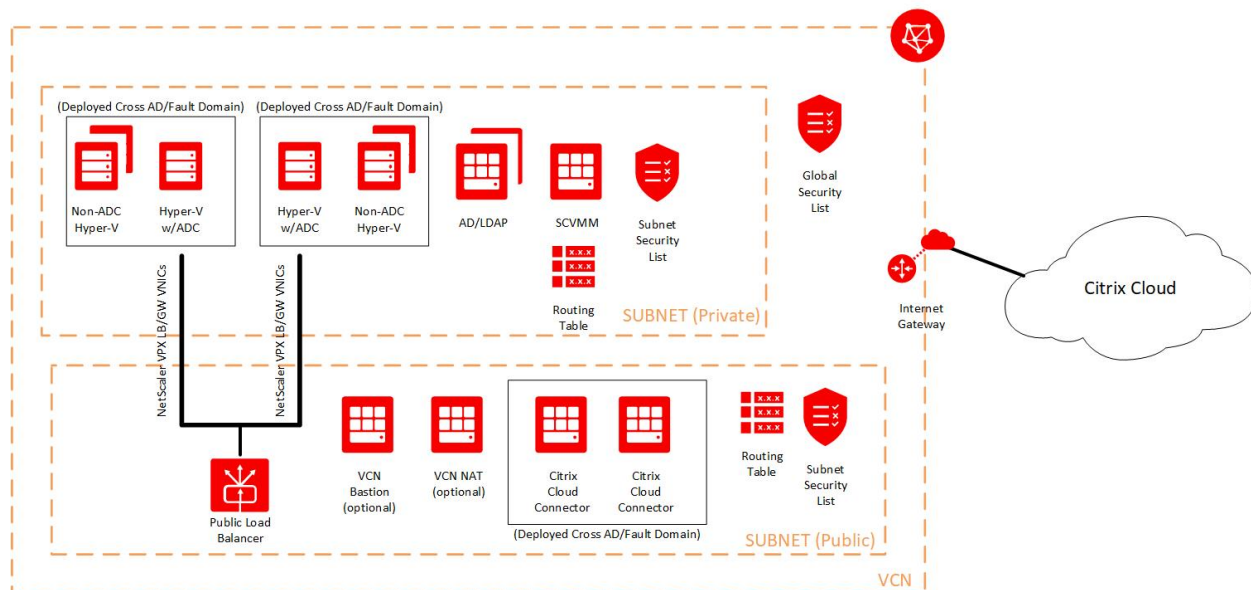 (Deployed Cross AD/Fault Domain)
(Deployed Cross AD/Fault Domain)
Non-ADC
Hyper-V
Hyper-V
w/ADC
Hyper-V
w/ADC
Non-ADC
Hyper-V
AD/LDAP
SCVMM
Subnet
Security
List
x.x.x
x.x.x
x.x.x
Routing
Table
SUBNET (Private)
Global
Security
List
Internet
Gateway
Citrix Cloud
NetScaler VPX LB/GW VNICs
NetScaler VPX LB/GW VNICs
Public Load
Balancer
VCN
Bastion
(optional)
VCN NAT
(optional)
Citrix
Cloud
Connector
Citrix
Cloud
Connector
(Deployed Cross AD/Fault Domain)
x.x.x
x.x.x
x.x.x
Routing
Table
Subnet
Security
List
SUBNET (Public)
VCN